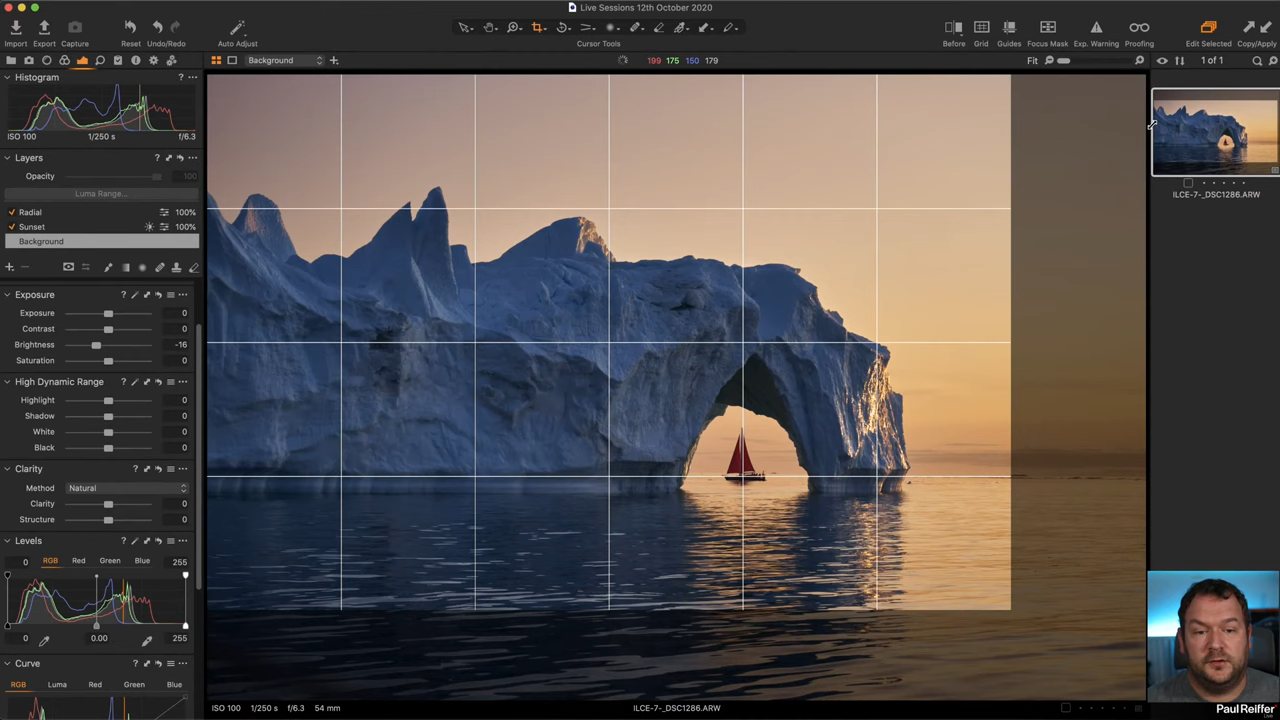 Live Sessions 12th October 2020
Import Export Capture Reset Undo/Redo Auto Adjust Cursor Tools Before Grid Guides Focus Mask Exp. Warning Proofing Edit Selected Copy/Apply
Background 199 175 150 179 Fit 1 of 1
Histogram
ISO 100 1/250 s f/6.3
Layers
Opacity 100
Luma Range...
Radial 100%
Sunset 100%
Background
Exposure
Exposure 0
Contrast 0
Brightness -16
Saturation 0
High Dynamic Range
Highlight 0
Shadow 0
White 0
Black 0
Clarity
Method Natural
Clarity 0
Structure 0
Levels
0 RGB Red Green Blue 255
0 0.00 255
Curve
RGB Luma Red Green Blue
ILCE-7-_DSC1286.ARW
ISO 100 1/250 s f/6.3 54 mm ILCE-7-_DSC1286.ARW
Paul Reiffer
Live